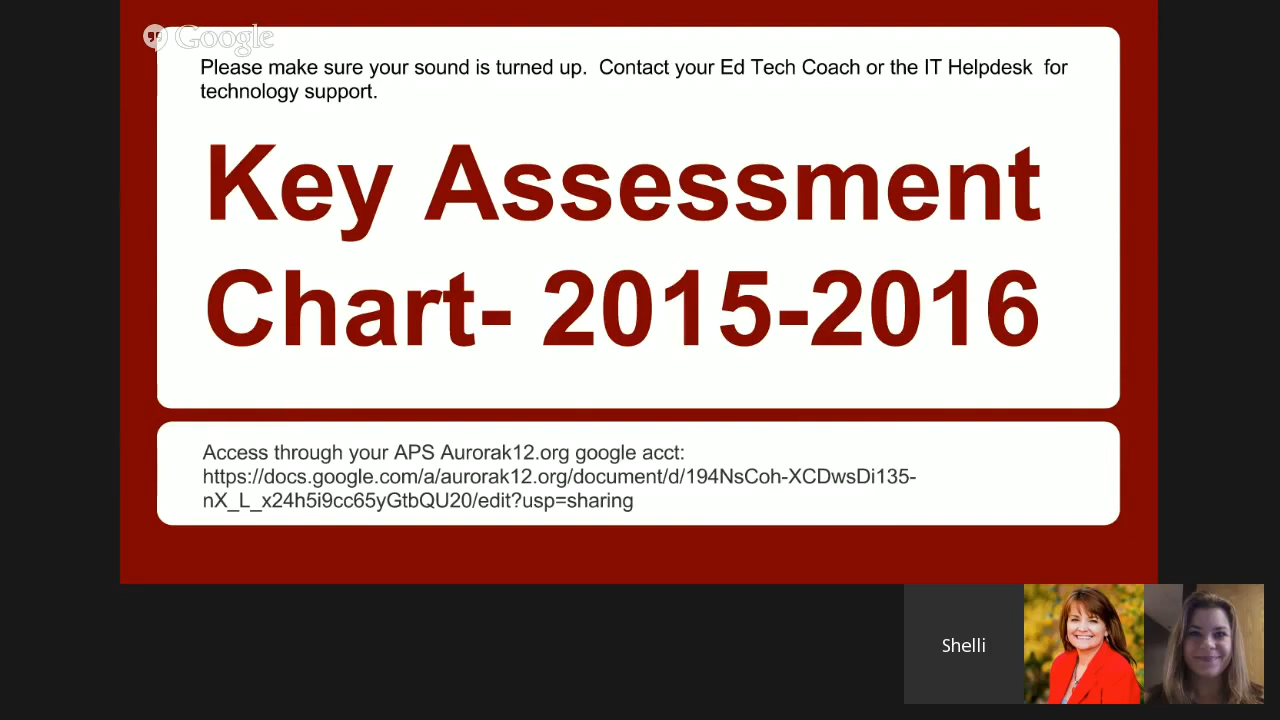 Google
Please make sure your sound is turned up.  Contact your Ed Tech Coach or the IT Helpdesk  for
technology support.
Key Assessment
Chart- 2015-2016
Access through your APS Aurorak12.org google acct:
https://docs.google.com/a/aurorak12.org/document/d/194NsCoh-XCDwsDi135-
nX_L_x24h5i9cc65yGtbQU20/edit?usp=sharing
Shelli